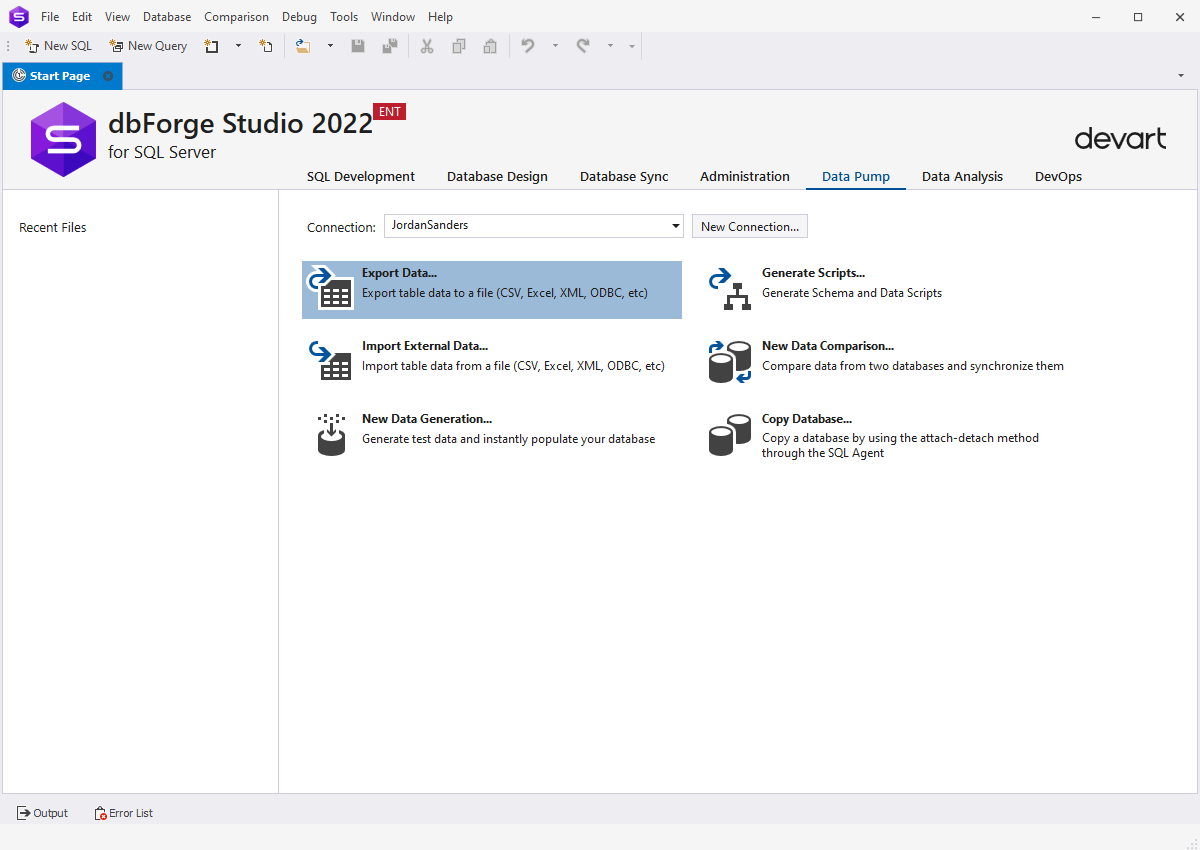 File Edit View Database Comparison Debug Tools Window Help
New SQL New Query
Start Page
dbForge Studio 2022 ENT
for SQL Server
devart
SQL Development Database Design Database Sync Administration Data Pump Data Analysis DevOps
Recent Files
Connection: JordanSanders New Connection...
Export Data...
Export table data to a file (CSV, Excel, XML, ODBC, etc)
Generate Scripts...
Generate Schema and Data Scripts
Import External Data...
Import table data from a file (CSV, Excel, XML, ODBC, etc)
New Data Comparison...
Compare data from two databases and synchronize them
New Data Generation...
Generate test data and instantly populate your database
Copy Database...
Copy a database by using the attach-detach method
through the SQL Agent
Output Error List